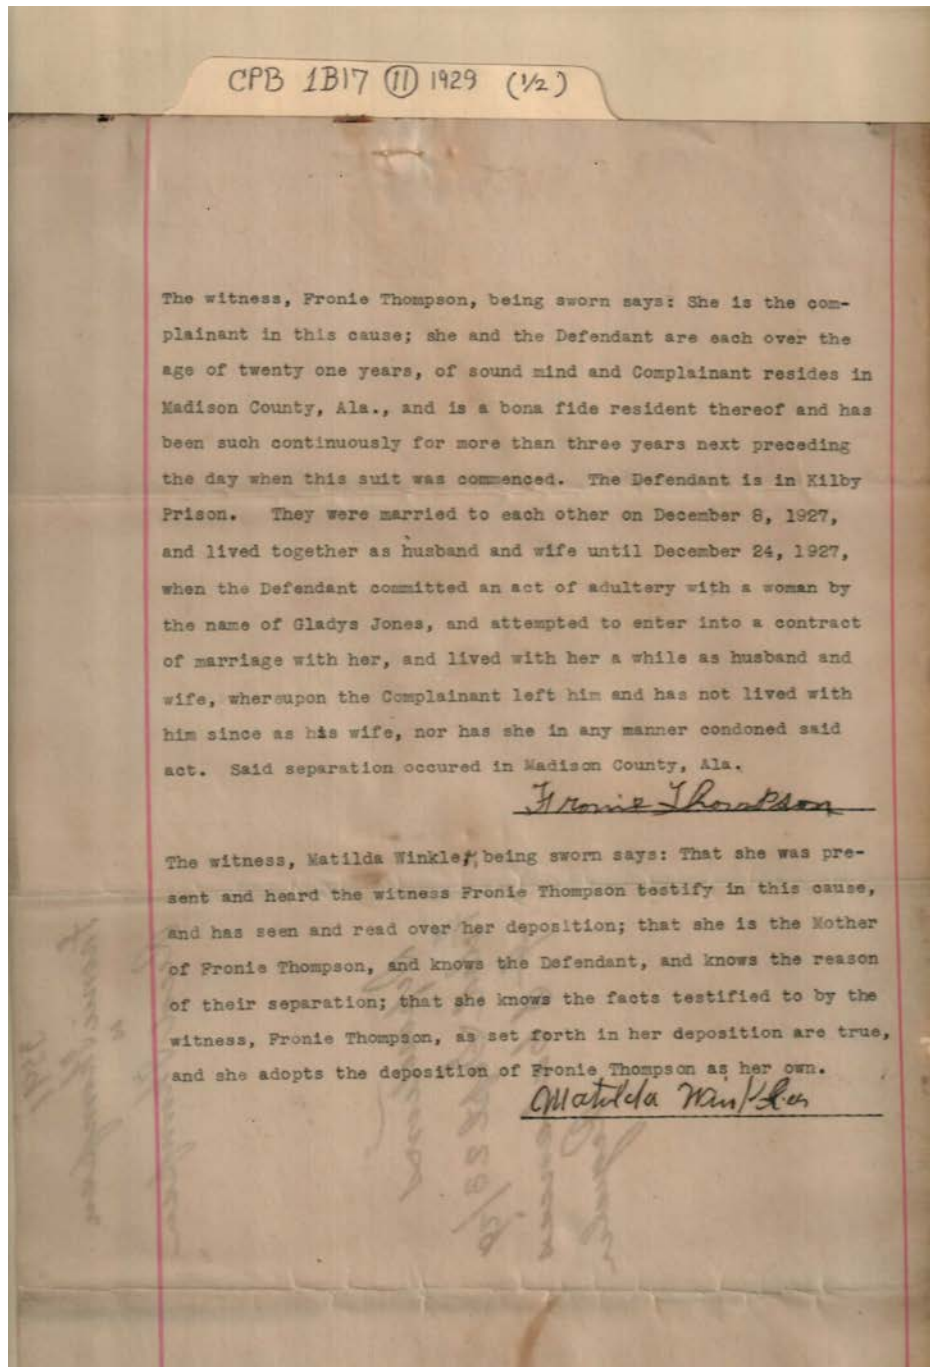 CPB 1B17 (11) 1929 (1/2)
The witness, Fronie Thompson, being sworn says: She is the com-
plainant in this cause; she and the Defendant are each over the
age of twenty one years, of sound mind and Complainant resides in
Madison County, Ala., and is a bona fide resident thereof and has
been such continuously for more than three years next preceding
the day when this suit was commenced. The Defendant is in Kilby
Prison. They were married to each other on December 8, 1927,
and lived together as husband and wife until December 24, 1927,
when the Defendant committed an act of adultery with a woman by
the name of Gladys Jones, and attempted to enter into a contract
of marriage with her, and lived with her a while as husband and
wife, whereupon the Complainant left him and has not lived with
him since as his wife, nor has she in any manner condoned said
act. Said separation occured in Madison County, Ala.
Fronie Thompson
The witness, Matilda Winkler, being sworn says: That she was pre-
sent and heard the witness Fronie Thompson testify in this cause,
and has seen and read over her deposition; that she is the Mother
of Fronie Thompson, and knows the Defendant, and knows the reason
of their separation; that she knows the facts testified to by the
witness, Fronie Thompson, as set forth in her deposition are true,
and she adopts the deposition of Fronie Thompson as her own.
Matilda Winkler